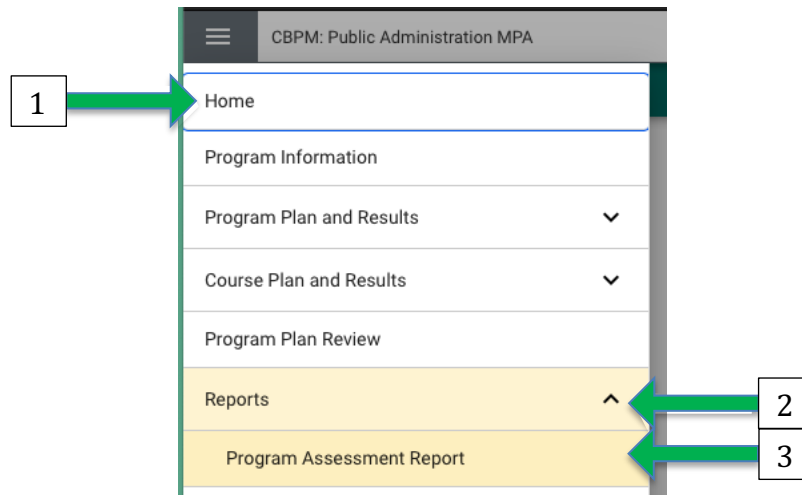 CBPM: Public Administration MPA
1
Home
Program Information
Program Plan and Results
Course Plan and Results
Program Plan Review
Reports
2
Program Assessment Report
3